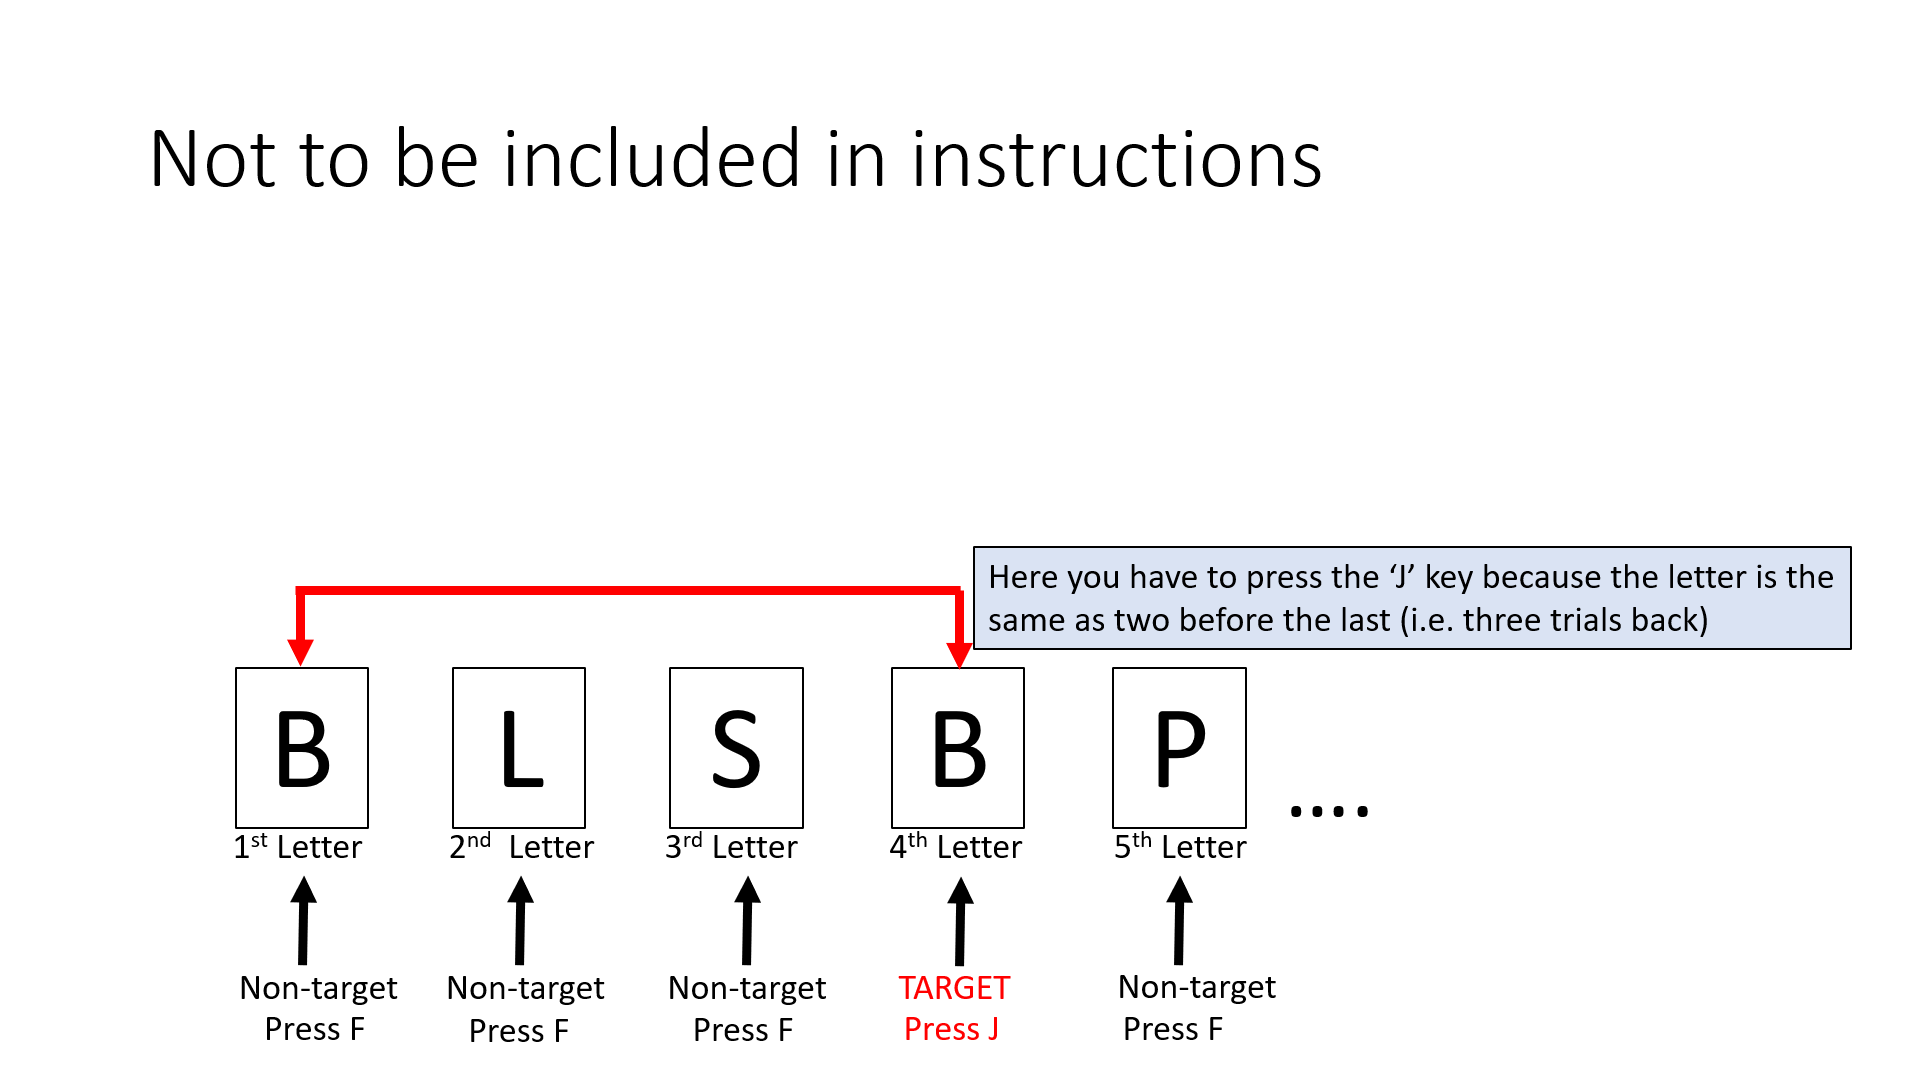 Not to be included in instructions
Here you have to press the ‘J’ key because the letter is the
same as two before the last (i.e. three trials back)
B L S B P ....
1st Letter 2nd Letter 3rd Letter 4th Letter 5th Letter
Non-target Non-target Non-target TARGET Non-target
Press F Press F Press F Press J Press F